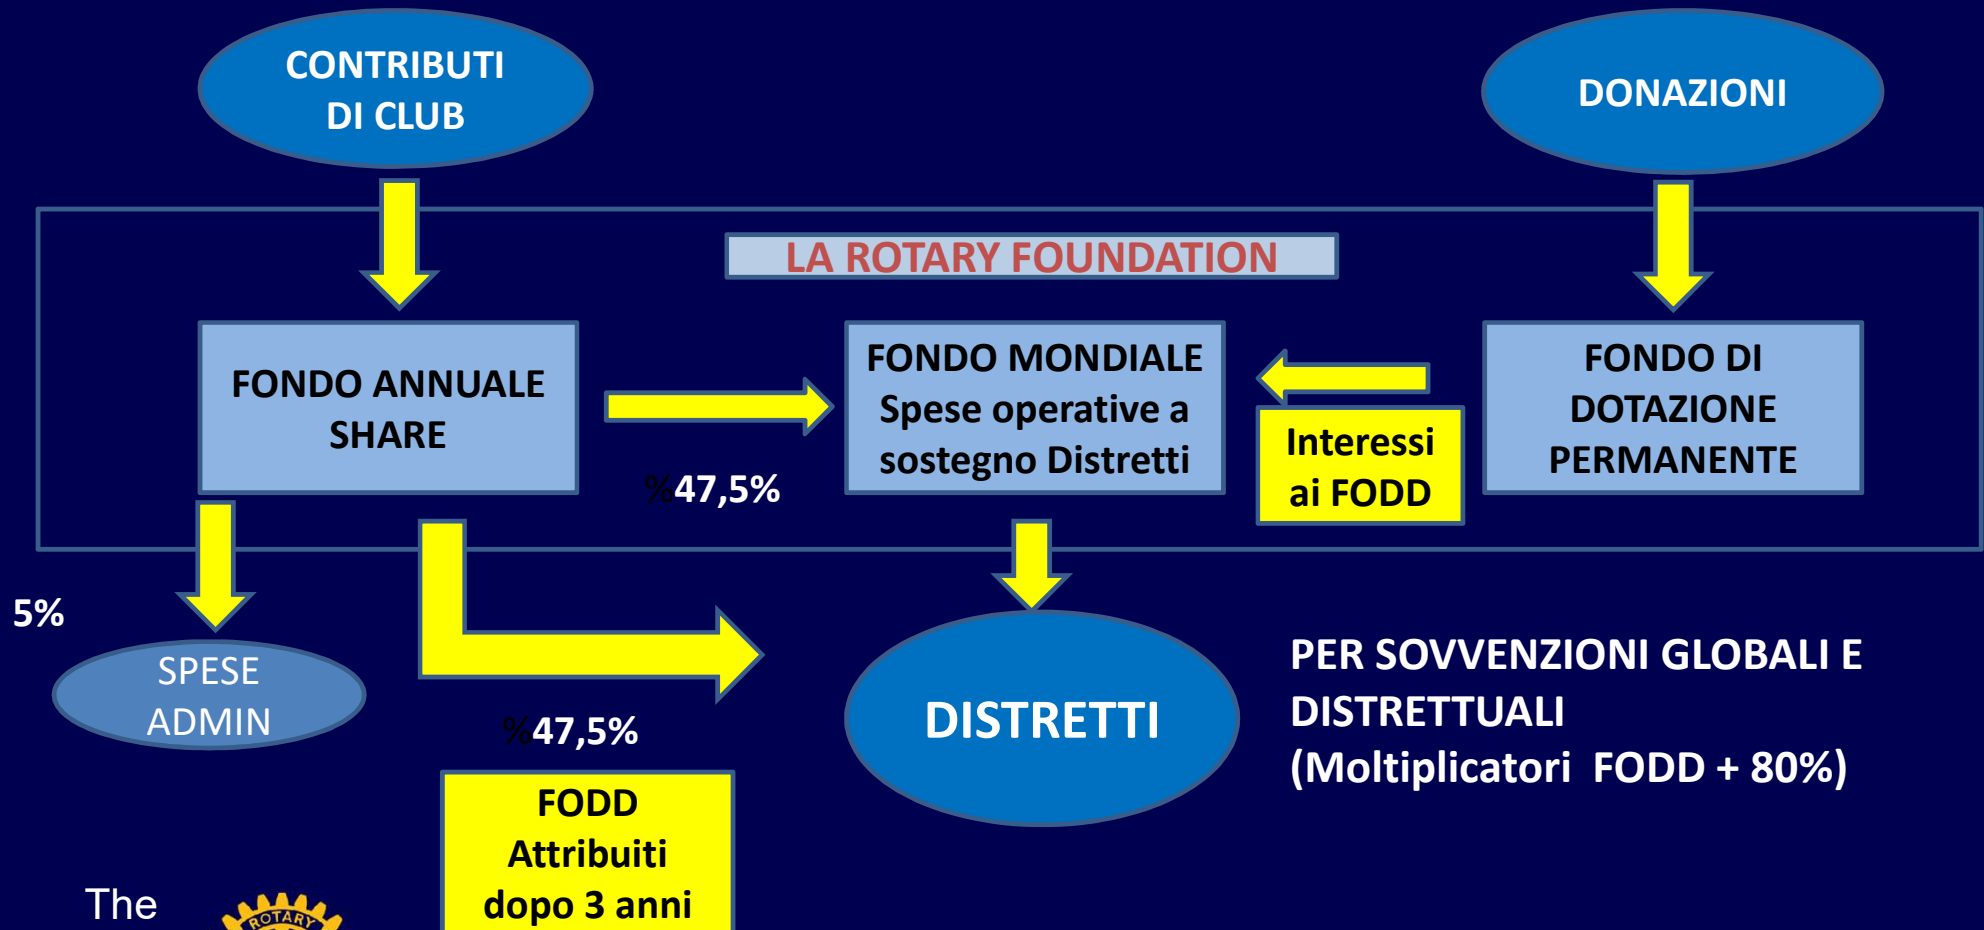 CONTRIBUTI
DI CLUB
DONAZIONI
LA ROTARY FOUNDATION
FONDO ANNUALE
SHARE
FONDO MONDIALE
Spese operative a
sostegno Distretti
FONDO DI
DOTAZIONE
PERMANENTE
Interessi
ai FODD
%47,5%
5%
SPESE
ADMIN
%47,5%
DISTRETTI
PER SOVVENZIONI GLOBALI E
DISTRETTUALI
(Moltiplicatori FODD + 80%)
FODD
Attribuiti
dopo 3 anni
The
ROTARY